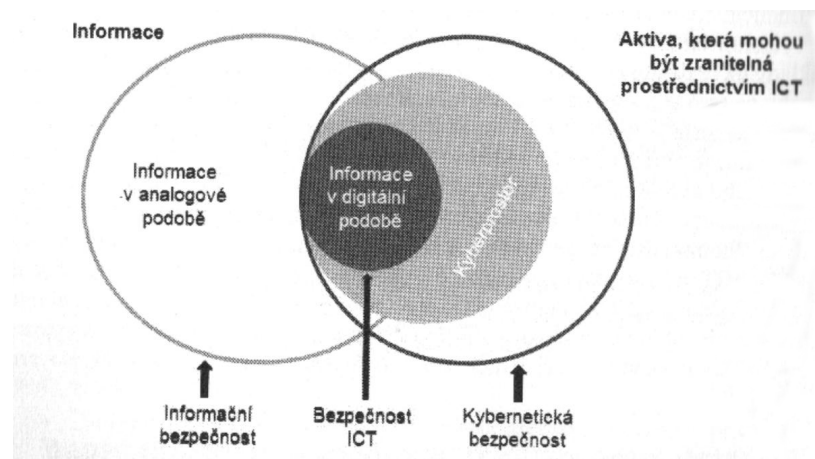 Informace
Aktiva, která mohou
být zranitelná
prostřednictvím ICT
Informace
v analogové
podobě
Informace
v digitální
podobě
Kyberprostor
Informační
bezpečnost
Bezpečnost
ICT
Kybernetická
bezpečnost